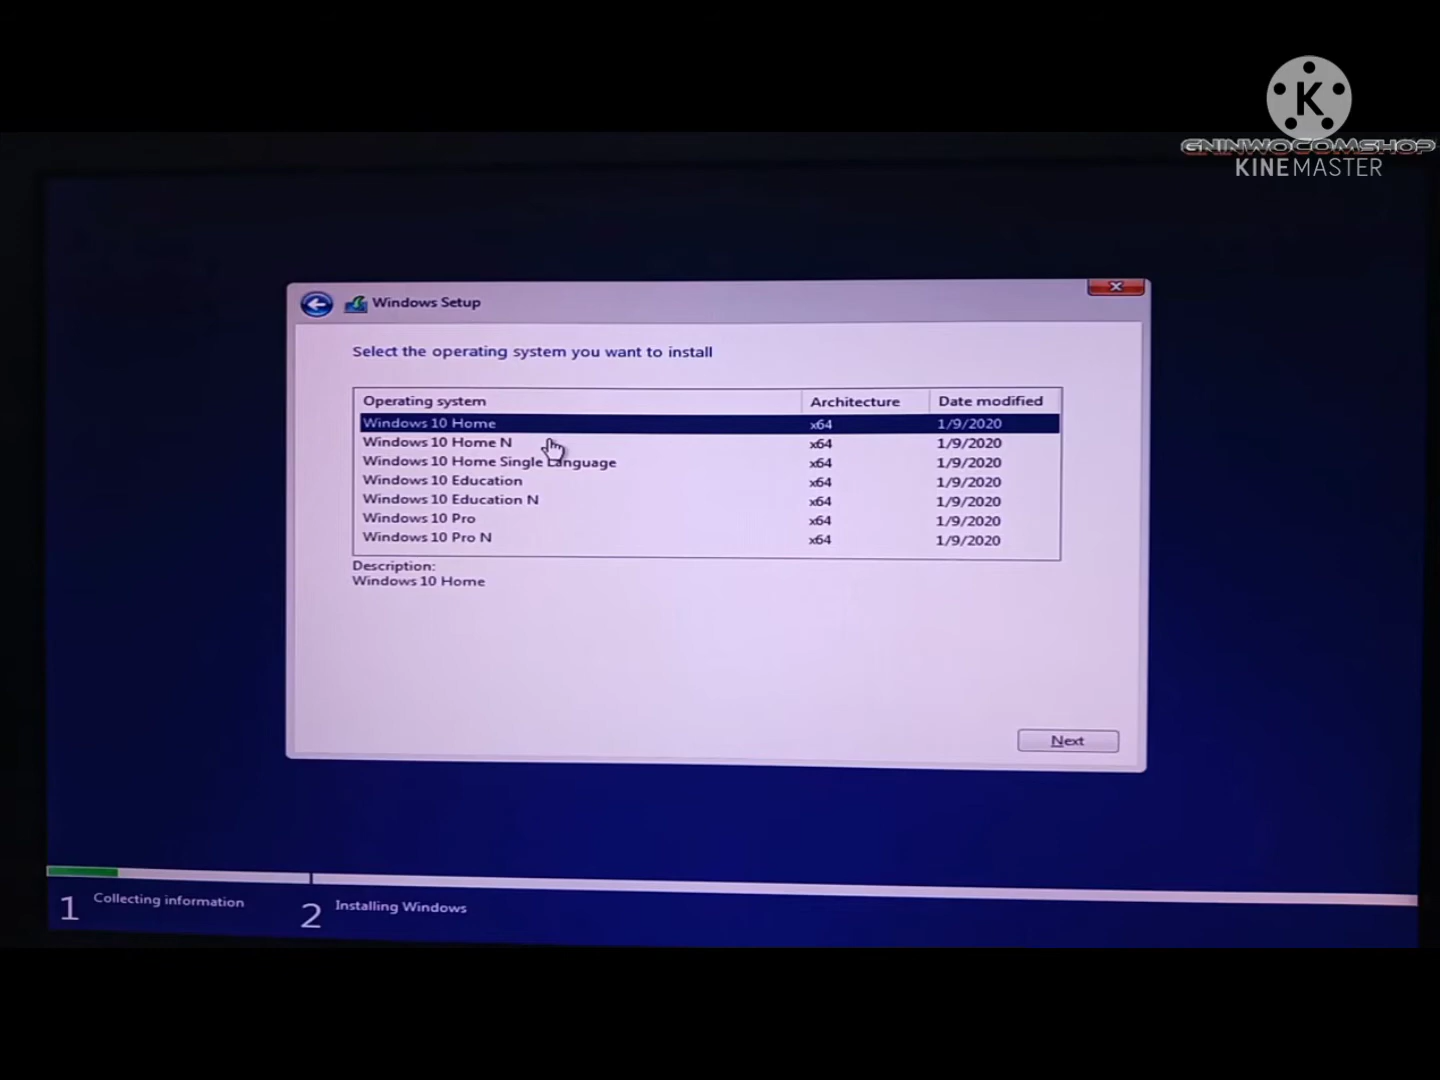 K
GNINWOCOMSHOP
KINEMASTER
Windows Setup
Select the operating system you want to install
Operating system Architecture Date modified
Windows 10 Home x64 1/9/2020
Windows 10 Home N x64 1/9/2020
Windows 10 Home Single Language x64 1/9/2020
Windows 10 Education x64 1/9/2020
Windows 10 Education N x64 1/9/2020
Windows 10 Pro x64 1/9/2020
Windows 10 Pro N x64 1/9/2020
Description:
Windows 10 Home
Next
1 Collecting information 2 Installing Windows